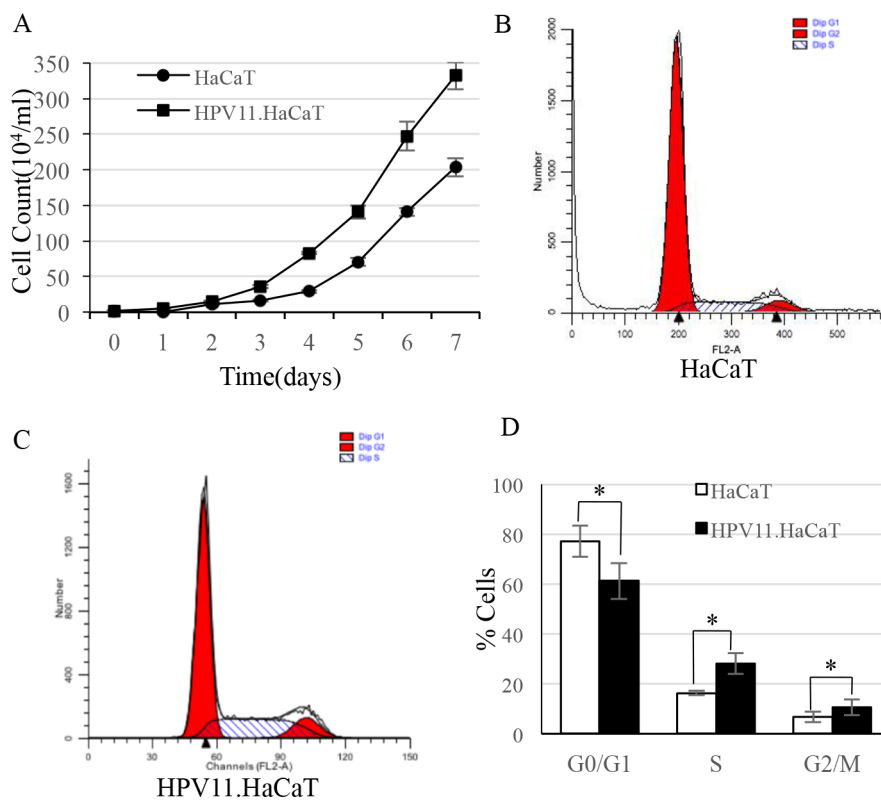 A
350
300
250
200
150
100
50
0
Cell Count(10⁴/ml)
HaCaT
HPV11.HaCaT
0 1 2 3 4 5 6 7
Time(days)
B
Dip G1
Dip G2
Dip S
2000
1500
1000
500
0
Number
0 100 200 300 400 500
FL2-A
HaCaT
C
Dip G1
Dip G2
Dip S
1600
1200
800
400
0
Number
0 30 60 90 120 150
Channels (FL2-A)
HPV11.HaCaT
D
100
80
60
40
20
0
% Cells
HaCaT
HPV11.HaCaT
* * *
G0/G1 S G2/M